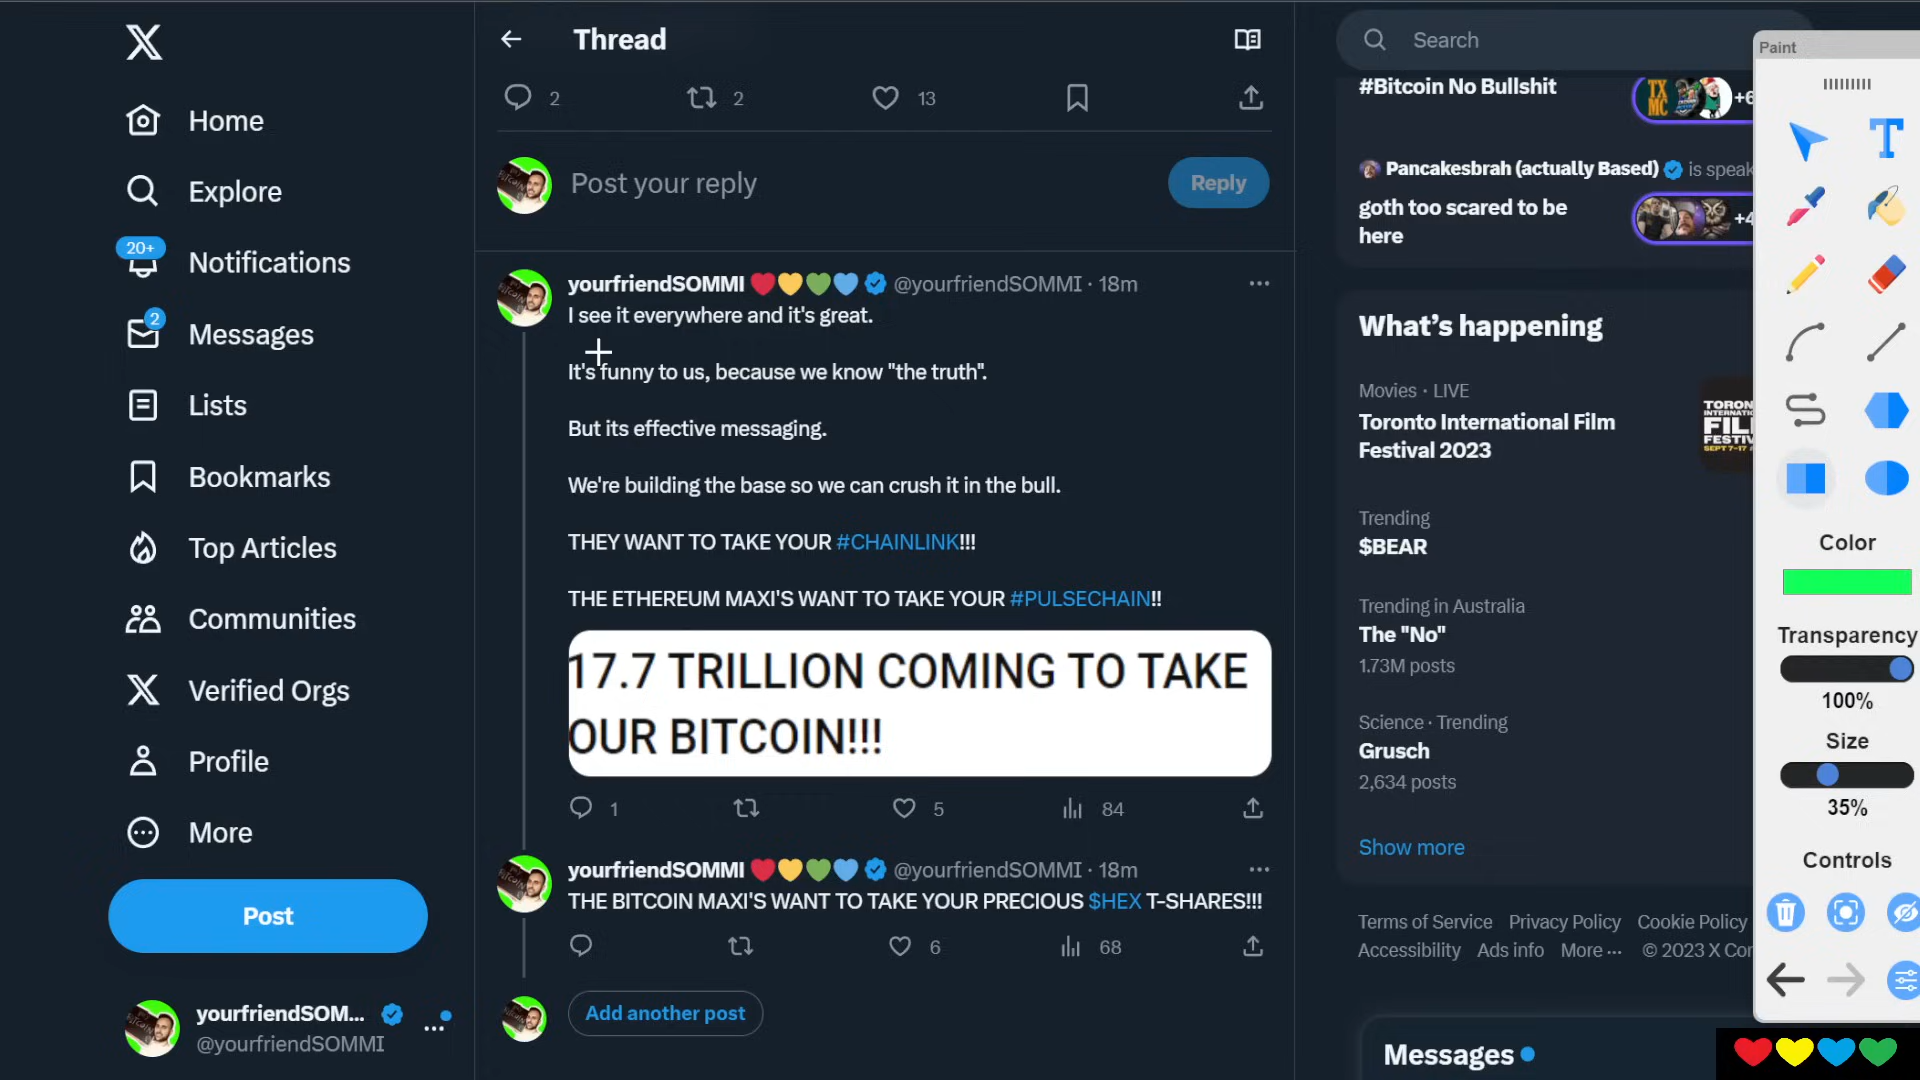 Home
Explore
20+
Notifications
2
Messages
Lists
Bookmarks
Top Articles
Communities
Verified Orgs
Profile
More
Post
yourfriendSOM...
@yourfriendSOMMI
Thread
2
2
13
Post your reply
Reply
yourfriendSOMMI @yourfriendSOMMI · 18m
I see it everywhere and it's great.
It's funny to us, because we know "the truth".
But its effective messaging.
We're building the base so we can crush it in the bull.
THEY WANT TO TAKE YOUR #CHAINLINK!!!
THE ETHEREUM MAXI'S WANT TO TAKE YOUR #PULSECHAIN!!
17.7 TRILLION COMING TO TAKE
OUR BITCOIN!!!
1
5
84
yourfriendSOMMI @yourfriendSOMMI · 18m
THE BITCOIN MAXI'S WANT TO TAKE YOUR PRECIOUS $HEX T-SHARES!!!
6
68
Add another post
Search
#Bitcoin No Bullshit
TX
MC
Pancakesbrah (actually Based) is speak
goth too scared to be
here
+4
What's happening
Movies · LIVE
Toronto International Film
Festival 2023
Trending
$BEAR
Trending in Australia
The "No"
1.73M posts
Science · Trending
Grusch
2,634 posts
Show more
Terms of Service Privacy Policy Cookie Policy
Accessibility Ads info More ··· © 2023 X Cor
Messages
Paint
T
Color
Transparency
100%
Size
35%
Controls